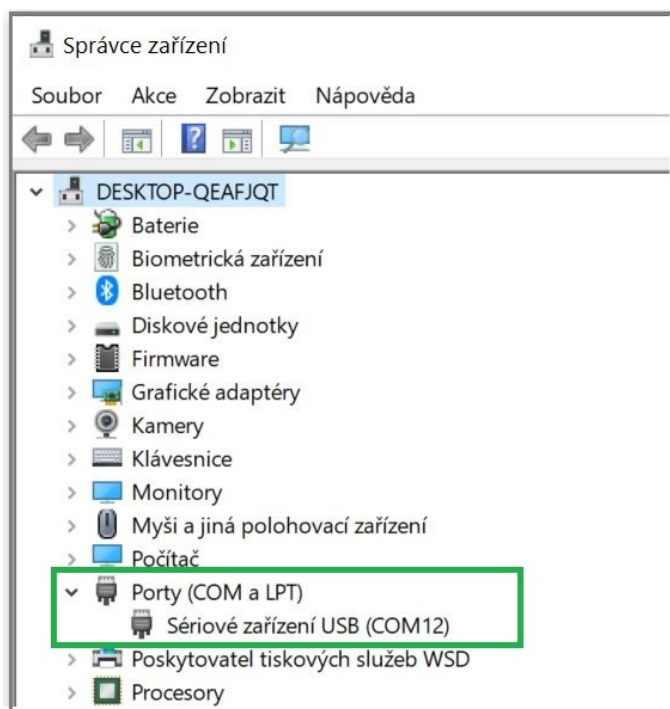 Správce zařízení
Soubor Akce Zobrazit Nápověda
DESKTOP-QEAFJQT
Baterie
Biometrická zařízení
Bluetooth
Diskové jednotky
Firmware
Grafické adaptéry
Kamery
Klávesnice
Monitory
Myši a jiná polohovací zařízení
Počítač
Porty (COM a LPT)
Sériové zařízení USB (COM12)
Poskytovatel tiskových služeb WSD
Procesory